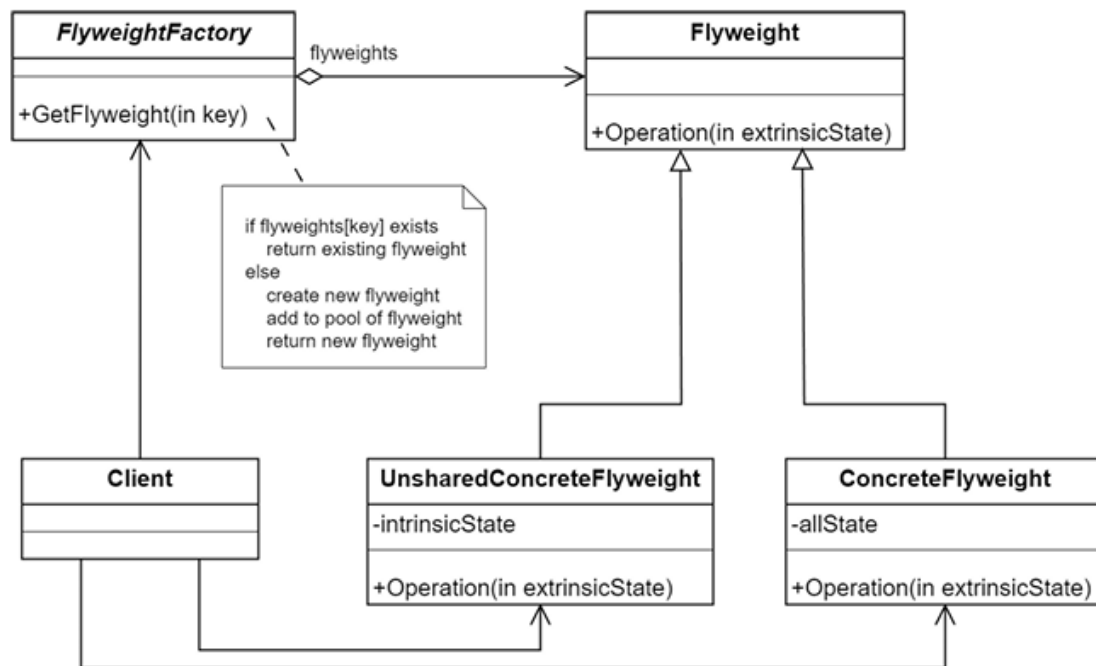 FlyweightFactory
+GetFlyweight(in key)
flyweights
Flyweight
+Operation(in extrinsicState)
if flyweights[key] exists
return existing flyweight
else
create new flyweight
add to pool of flyweight
return new flyweight
Client
UnsharedConcreteFlyweight
-intrinsicState
+Operation(in extrinsicState)
ConcreteFlyweight
-allState
+Operation(in extrinsicState)